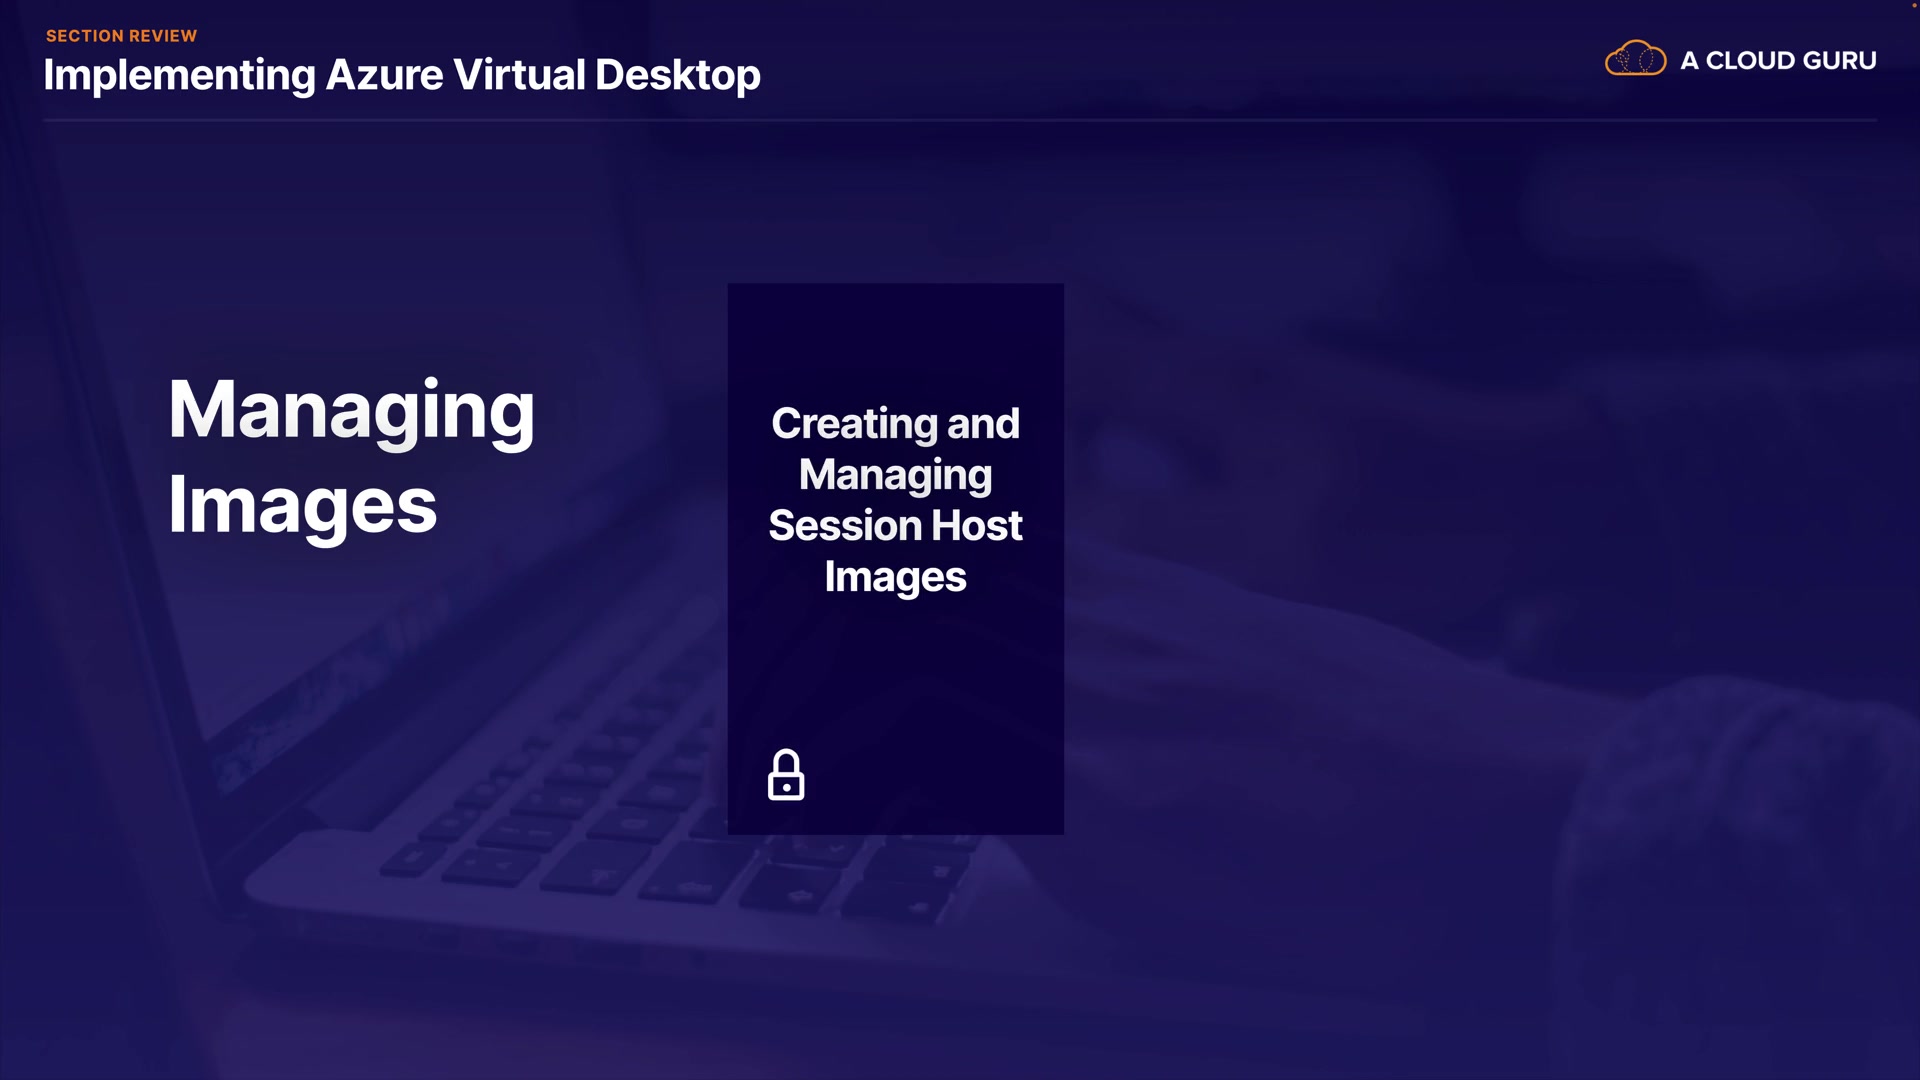 SECTION REVIEW
Implementing Azure Virtual Desktop
A CLOUD GURU
Managing
Images
Creating and
Managing
Session Host
Images